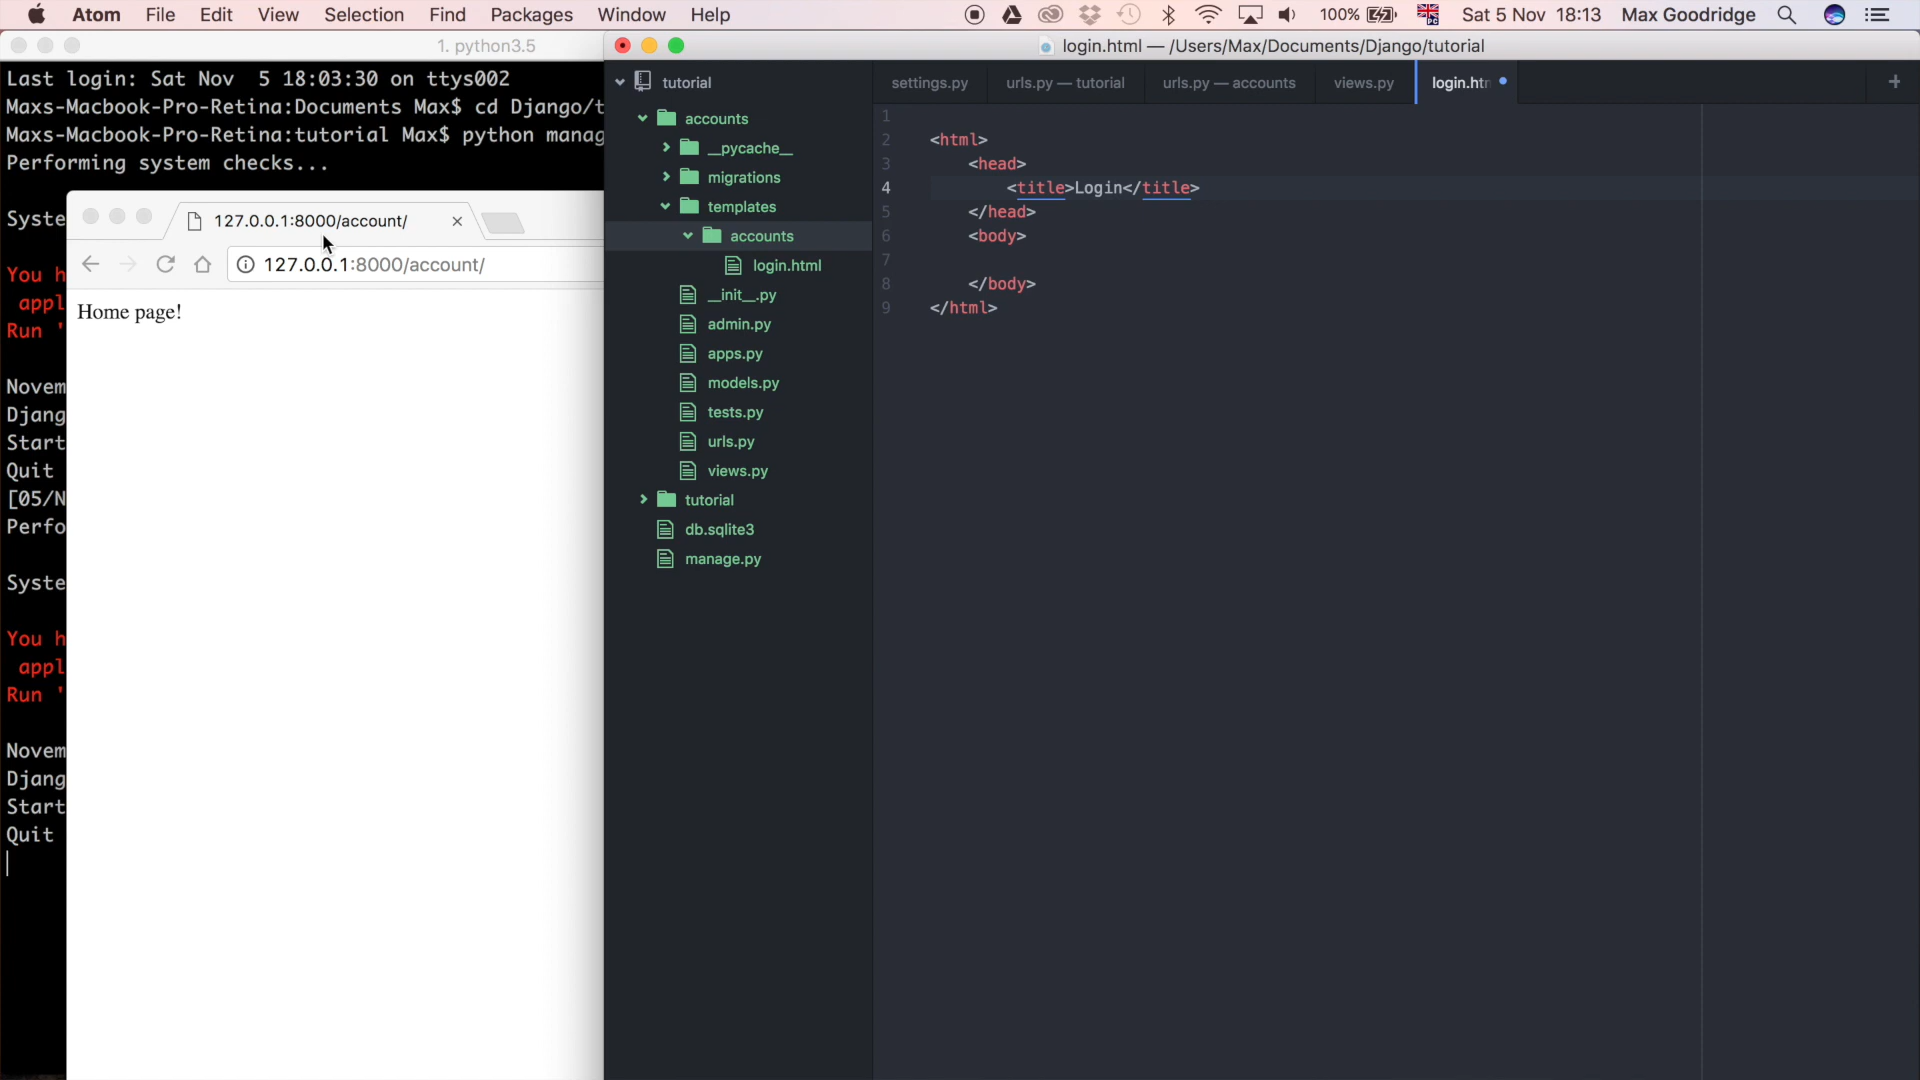 Atom File Edit View Selection Find Packages Window Help 100% Sat 5 Nov 18:13 Max Goodridge
1. python3.5
Last login: Sat Nov  5 18:03:30 on ttys002
Maxs-Macbook-Pro-Retina:Documents Max$ cd Django/t
Maxs-Macbook-Pro-Retina:tutorial Max$ python manag
Performing system checks...
Syste
You h
appl
Run '
Novem
Djang
Start
Quit
[05/N
Perfo
Syste
You h
appl
Run '
Novem
Djang
Start
Quit
127.0.0.1:8000/account/
127.0.0.1:8000/account/
Home page!
login.html — /Users/Max/Documents/Django/tutorial
tutorial
accounts
__pycache__
migrations
templates
accounts
login.html
__init__.py
admin.py
apps.py
models.py
tests.py
urls.py
views.py
tutorial
db.sqlite3
manage.py
settings.py urls.py — tutorial urls.py — accounts views.py login.htm
1
2 <html>
3 <head>
4 <title>Login</title>
5 </head>
6 <body>
7
8 </body>
9 </html>